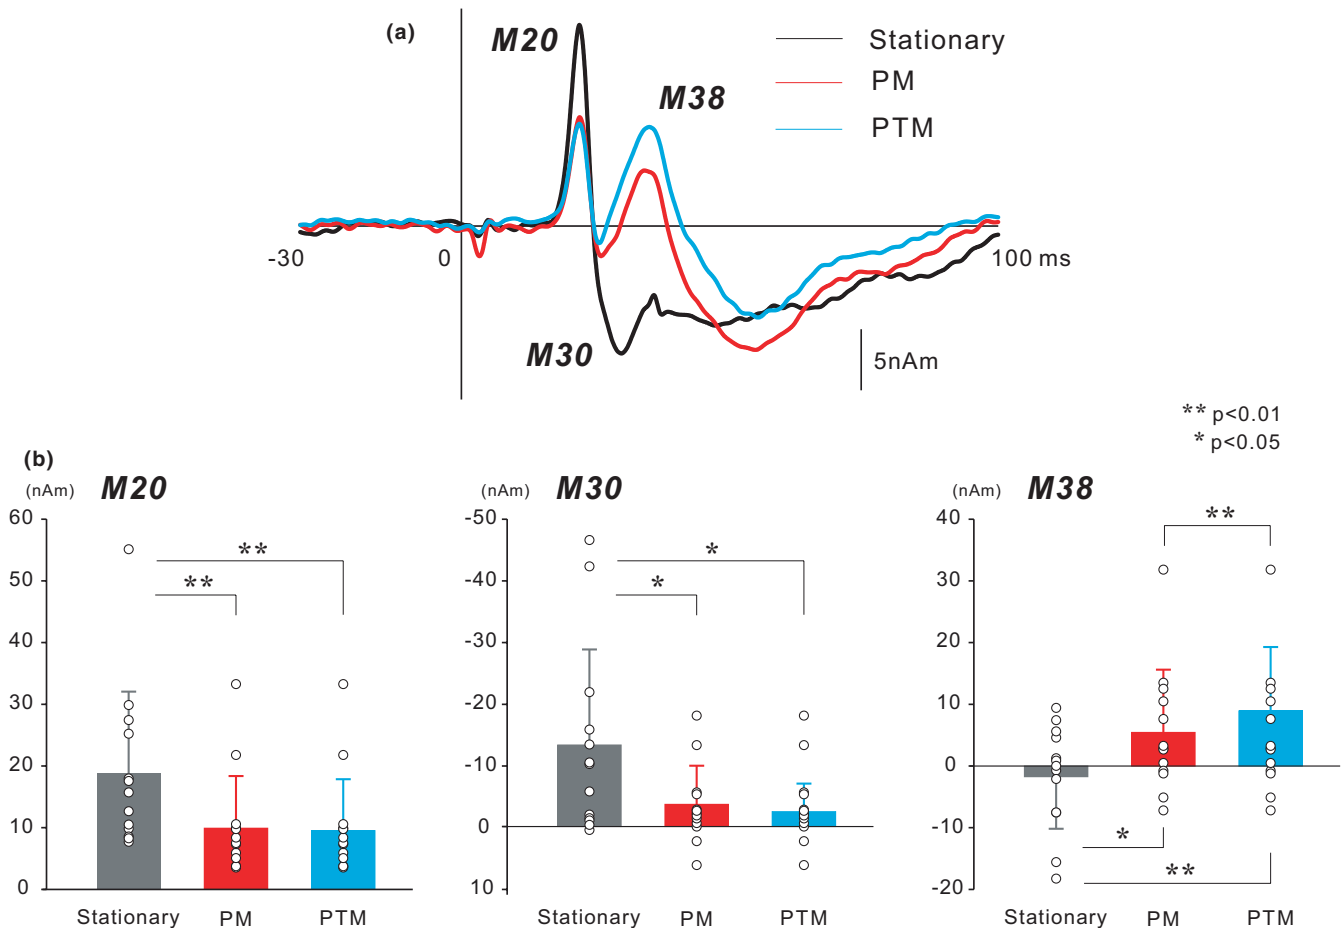 (a)
M20
M38
Stationary
PM
PTM
-30
0
100 ms
M30
5nAm
** p<0.01
* p<0.05
(b)
(nAm)
M20
60
50
40
30
20
10
0
**
**
Stationary
PM
PTM
(nAm)
M30
-50
-40
-30
-20
-10
0
10
*
*
Stationary
PM
PTM
(nAm)
M38
40
30
20
10
0
-10
-20
**
*
**
Stationary
PM
PTM